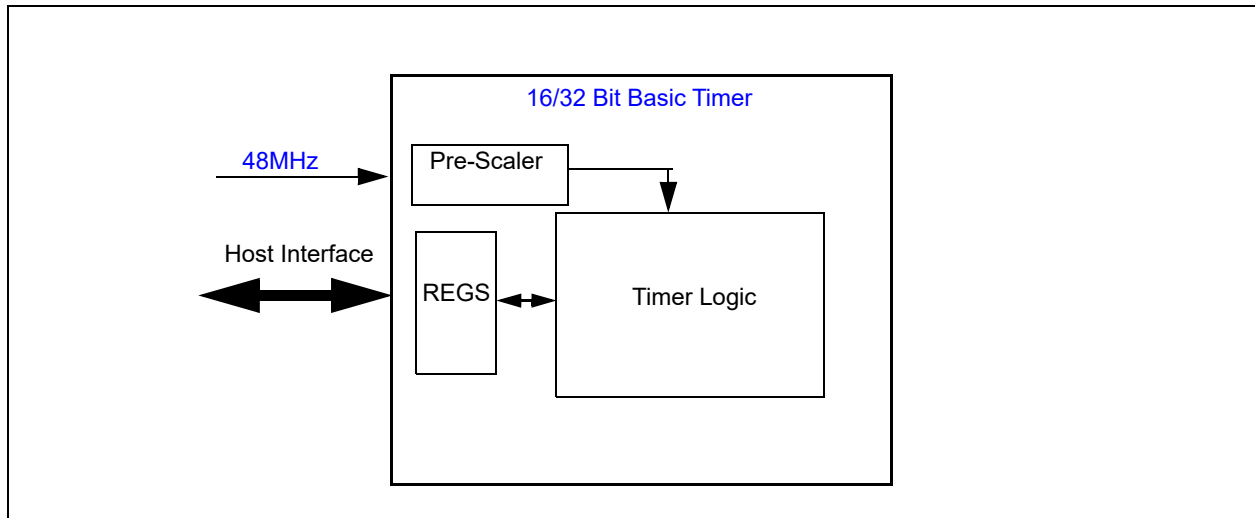 16/32 Bit Basic Timer
48MHz
Pre-Scaler
Host Interface
REGS
Timer Logic